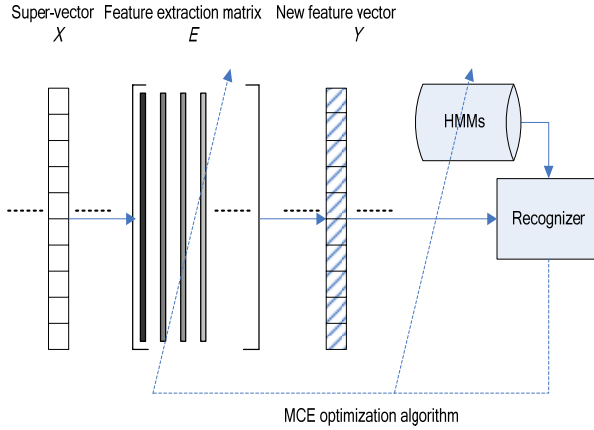 Super-vector Feature extraction matrix New feature vector
X E Y
HMMs
Recognizer
MCE optimization algorithm